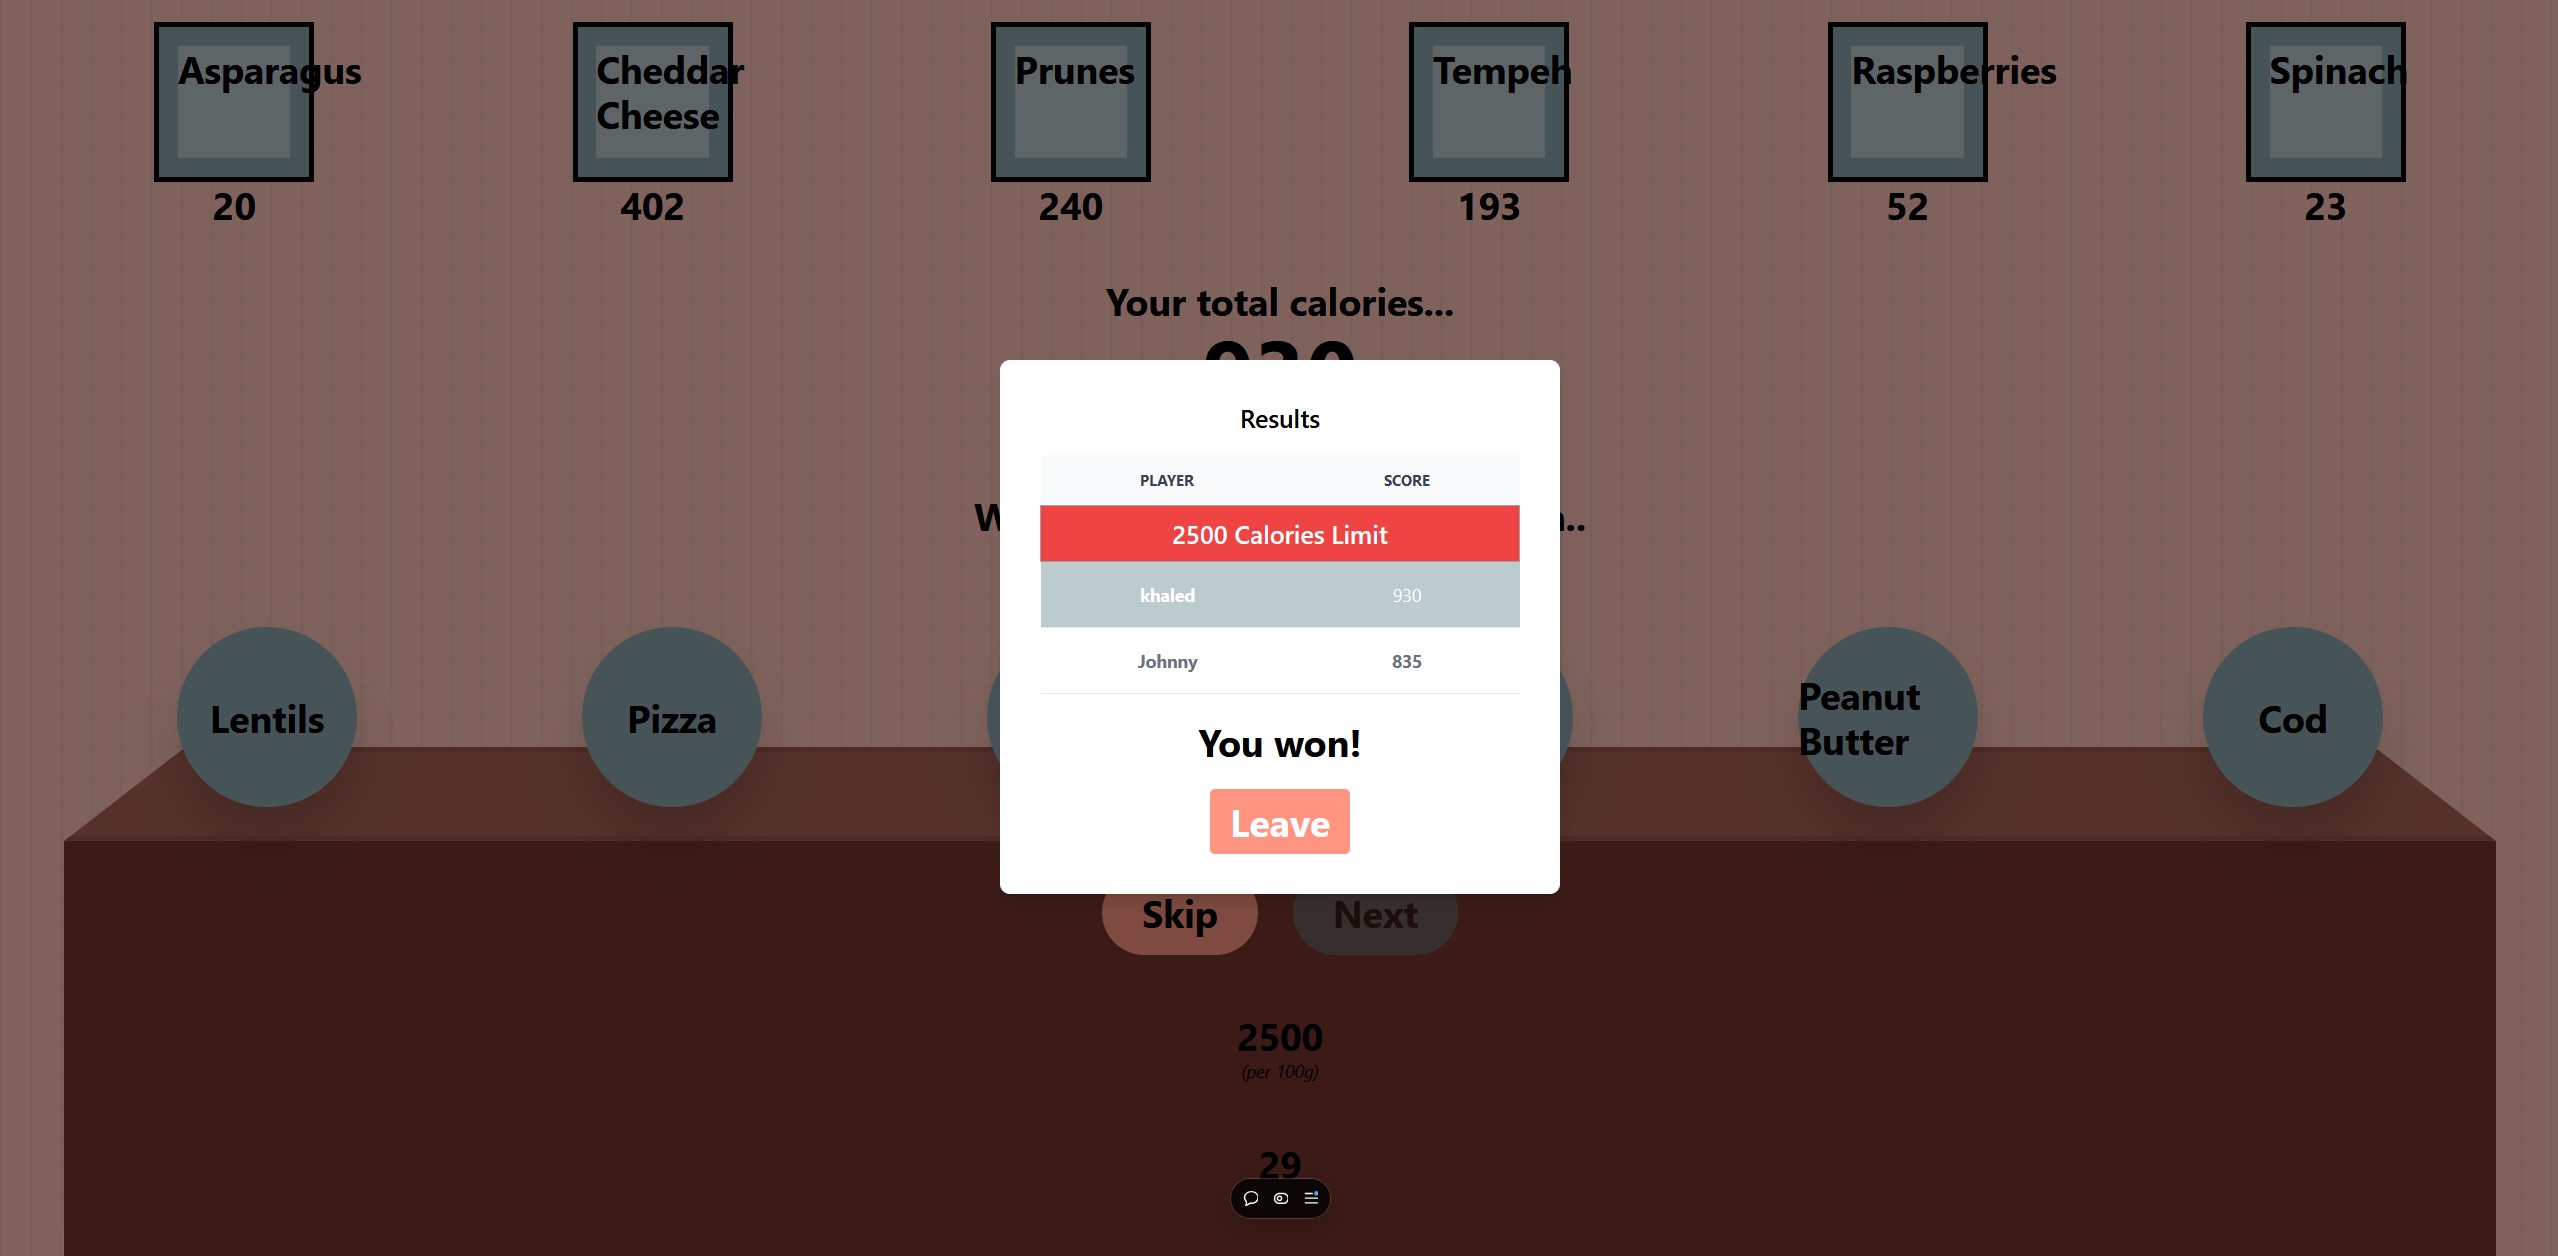 Asparagus
Cheddar
Cheese
Prunes
Tempeh
Raspberries
Spinach
20
402
240
193
52
23
Your total calories...
930
Results
PLAYER SCORE
2500 Calories Limit
khaled 930
Johnny 835
You won!
Leave
Lentils
Pizza
Peanut
Butter
Cod
Skip
Next
2500
(per 100g)
29